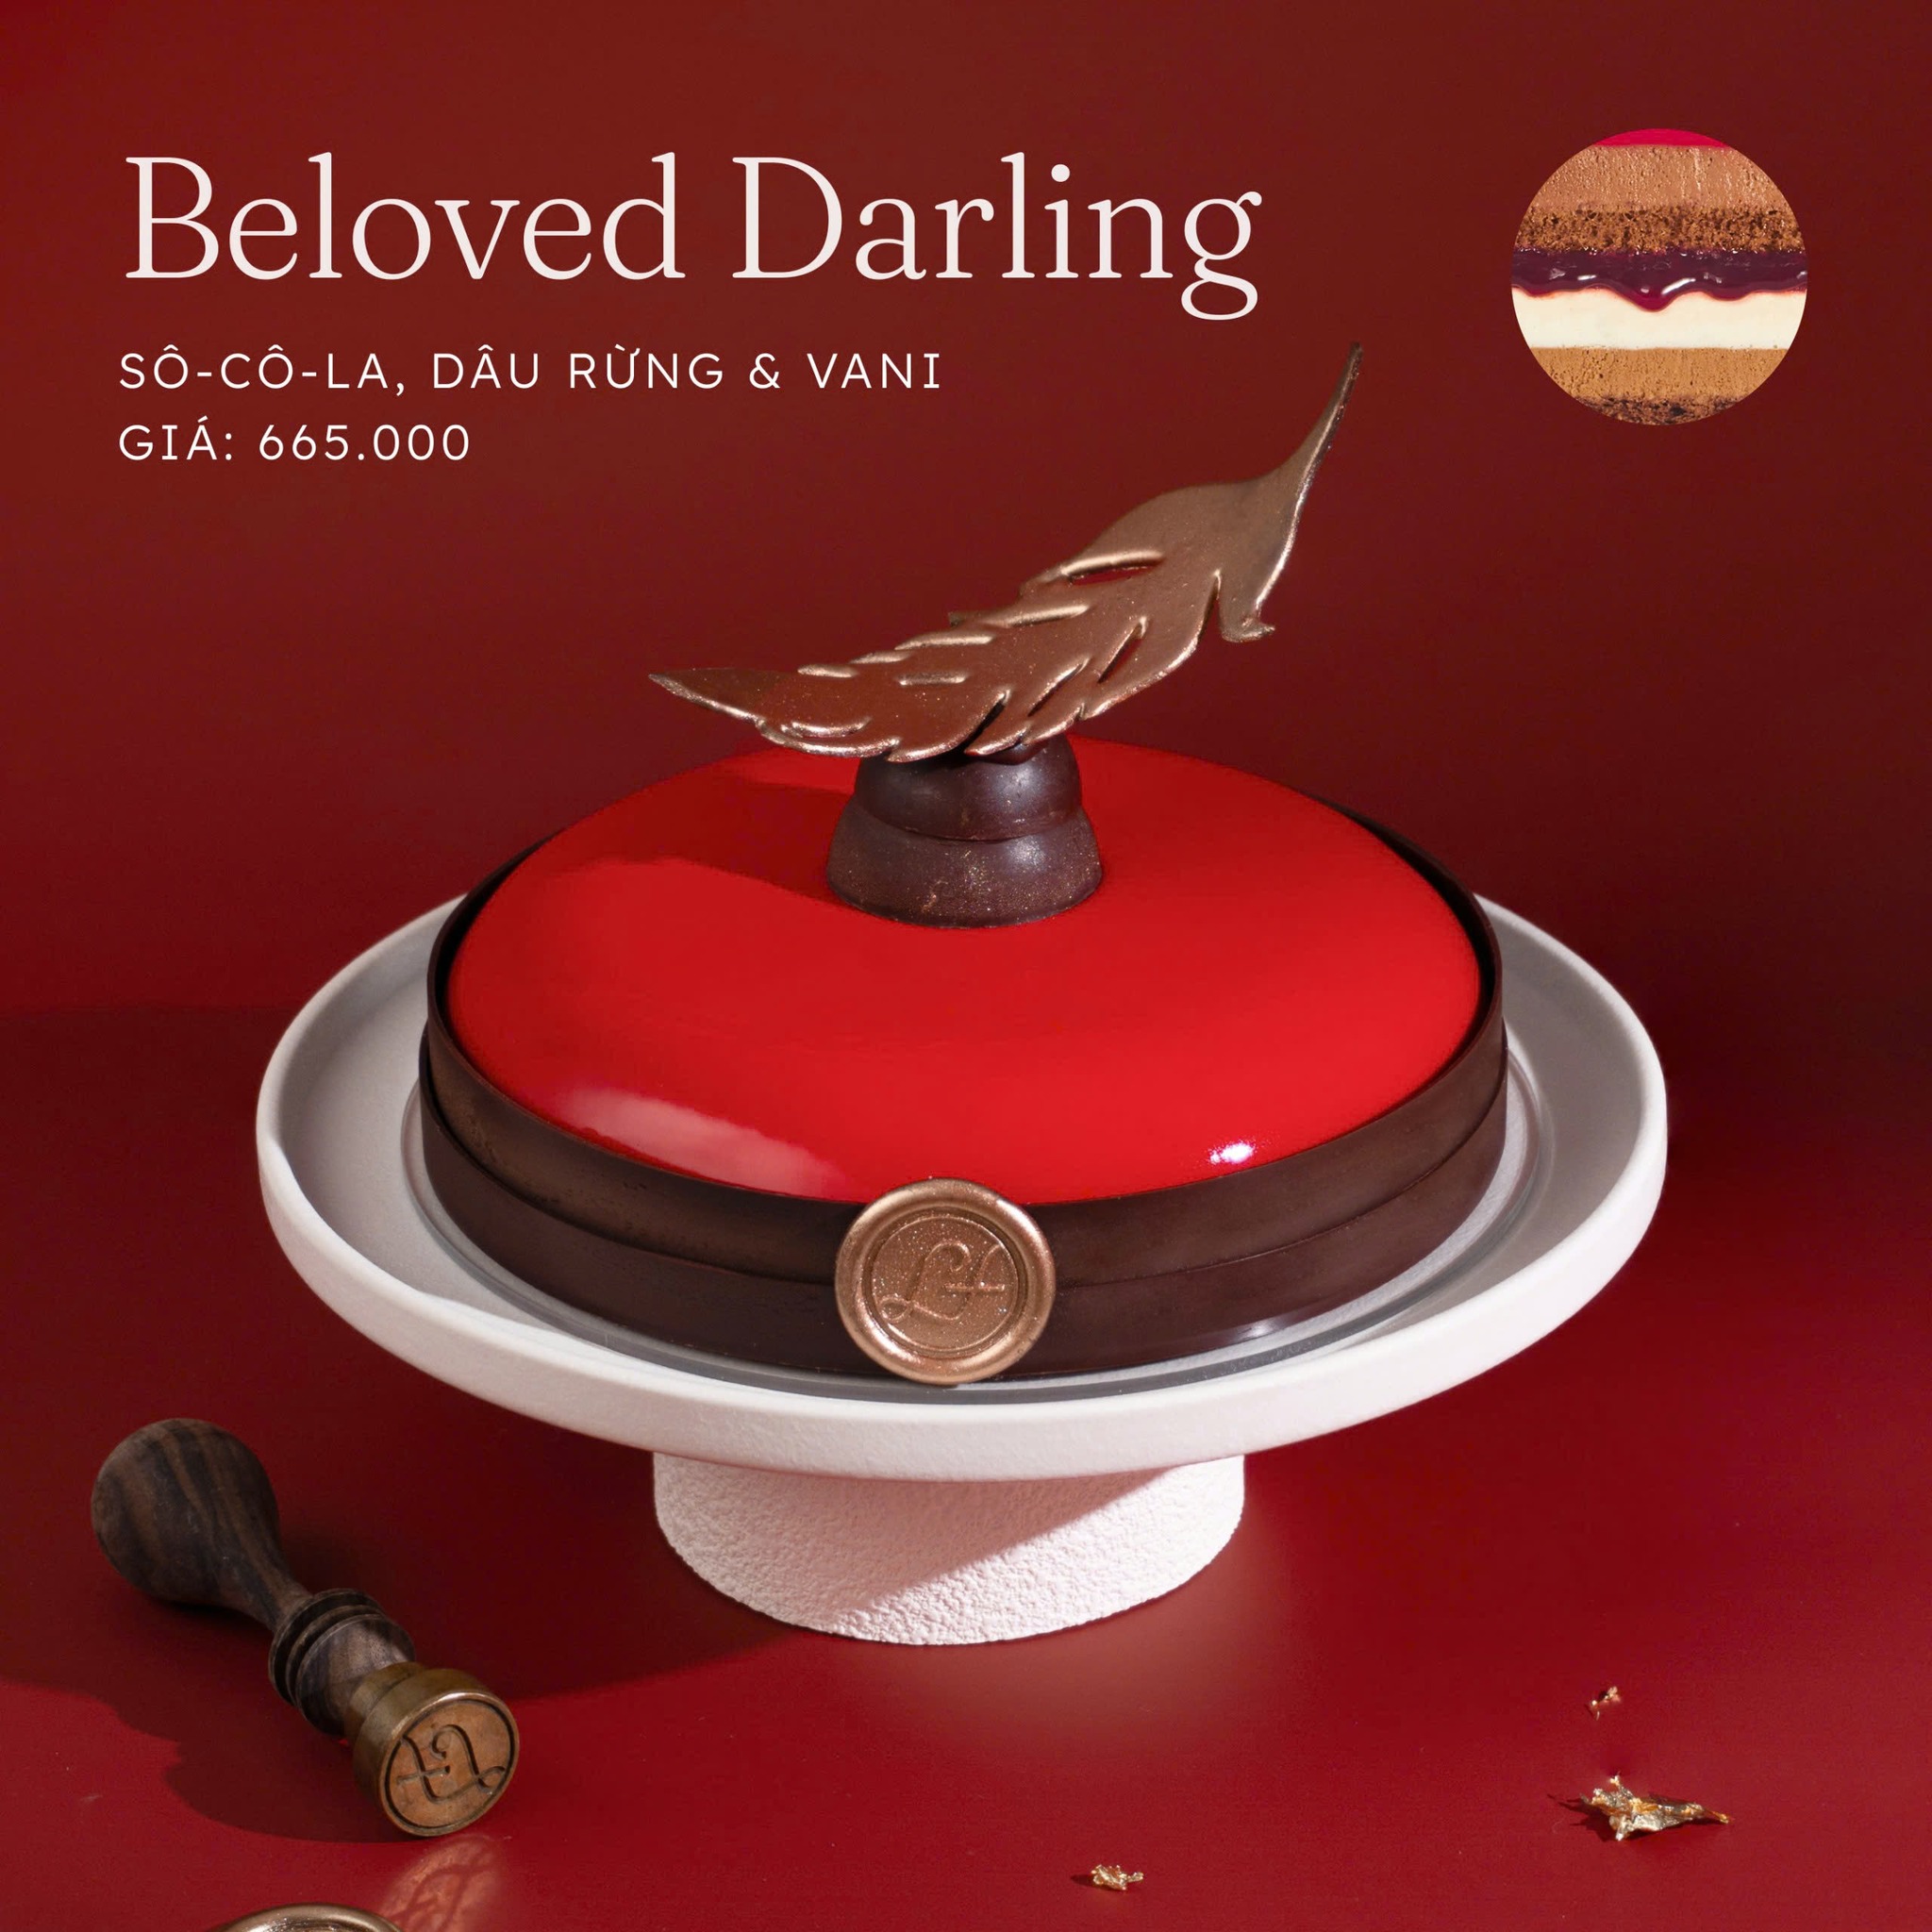 Beloved Darling
SÔ-CÔ-LA, DÂU RỪNG & VANI
GIÁ: 665.000